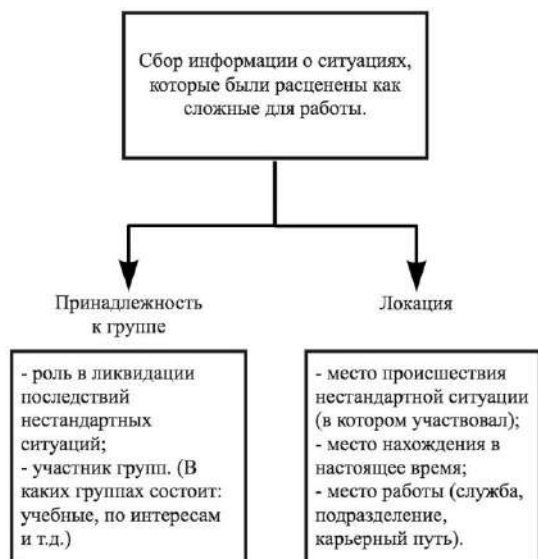 Сбор информации о ситуациях,
которые были расценены как
сложные для работы.
Принадлежность
к группе
- роль в ликвидации
последствий
нестандартных
ситуаций;
- участник групп. (В
каких группах состоит:
учебные, по интересам
и т.д.)
Локация
- место происшествия
нестандартной ситуации
(в котором участвовал);
- место нахождения в
настоящее время;
- место работы (служба,
подразделение,
карьерный путь).